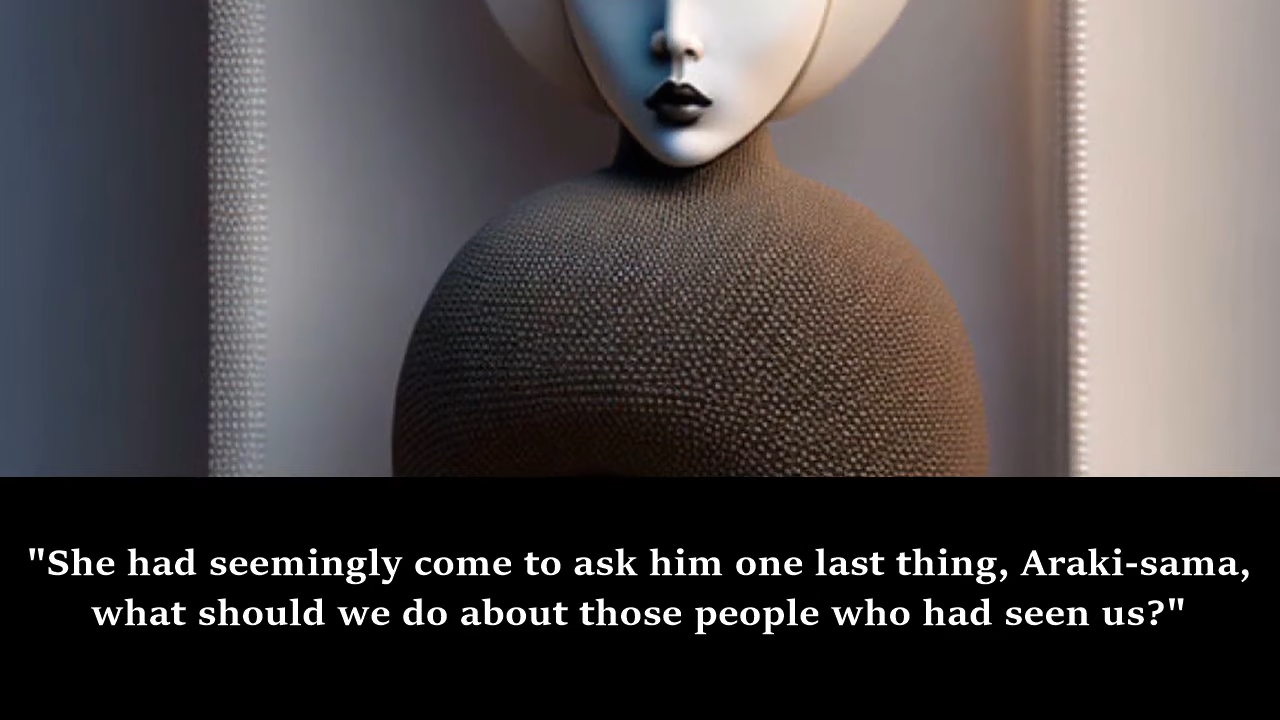 "She had seemingly come to ask him one last thing, Araki-sama,
what should we do about those people who had seen us?"